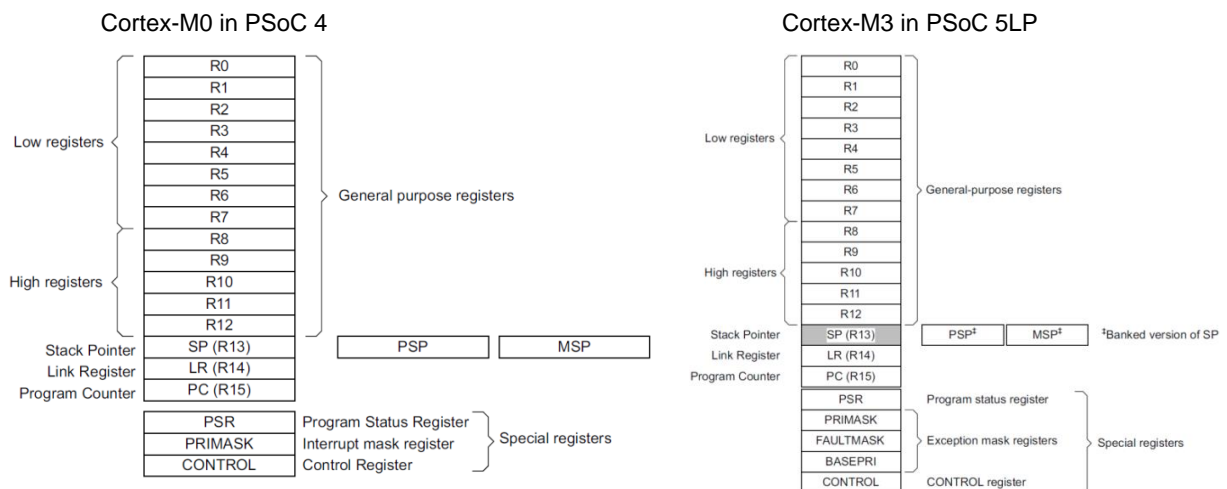 Cortex-M0 in PSoC 4
R0
R1
R2
R3
R4
R5
R6
R7
R8
R9
R10
R11
R12
SP (R13)
LR (R14)
PC (R15)
Low registers
High registers
General purpose registers
Stack Pointer
Link Register
Program Counter
PSP
MSP
PSR Program Status Register
PRIMASK Interrupt mask register
CONTROL Control Register
Special registers
Cortex-M3 in PSoC 5LP
R0
R1
R2
R3
R4
R5
R6
R7
R8
R9
R10
R11
R12
SP (R13)
LR (R14)
PC (R15)
Low registers
High registers
General-purpose registers
Stack Pointer
Link Register
Program Counter
PSP‡
MSP‡
‡Banked version of SP
PSR Program status register
PRIMASK
FAULTMASK
BASEPRI
Exception mask registers
CONTROL CONTROL register
Special registers